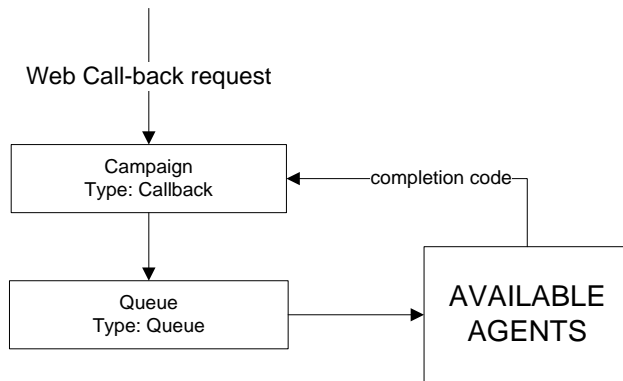 Web Call-back request
Campaign
Type: Callback
completion code
Queue
Type: Queue
AVAILABLE
AGENTS